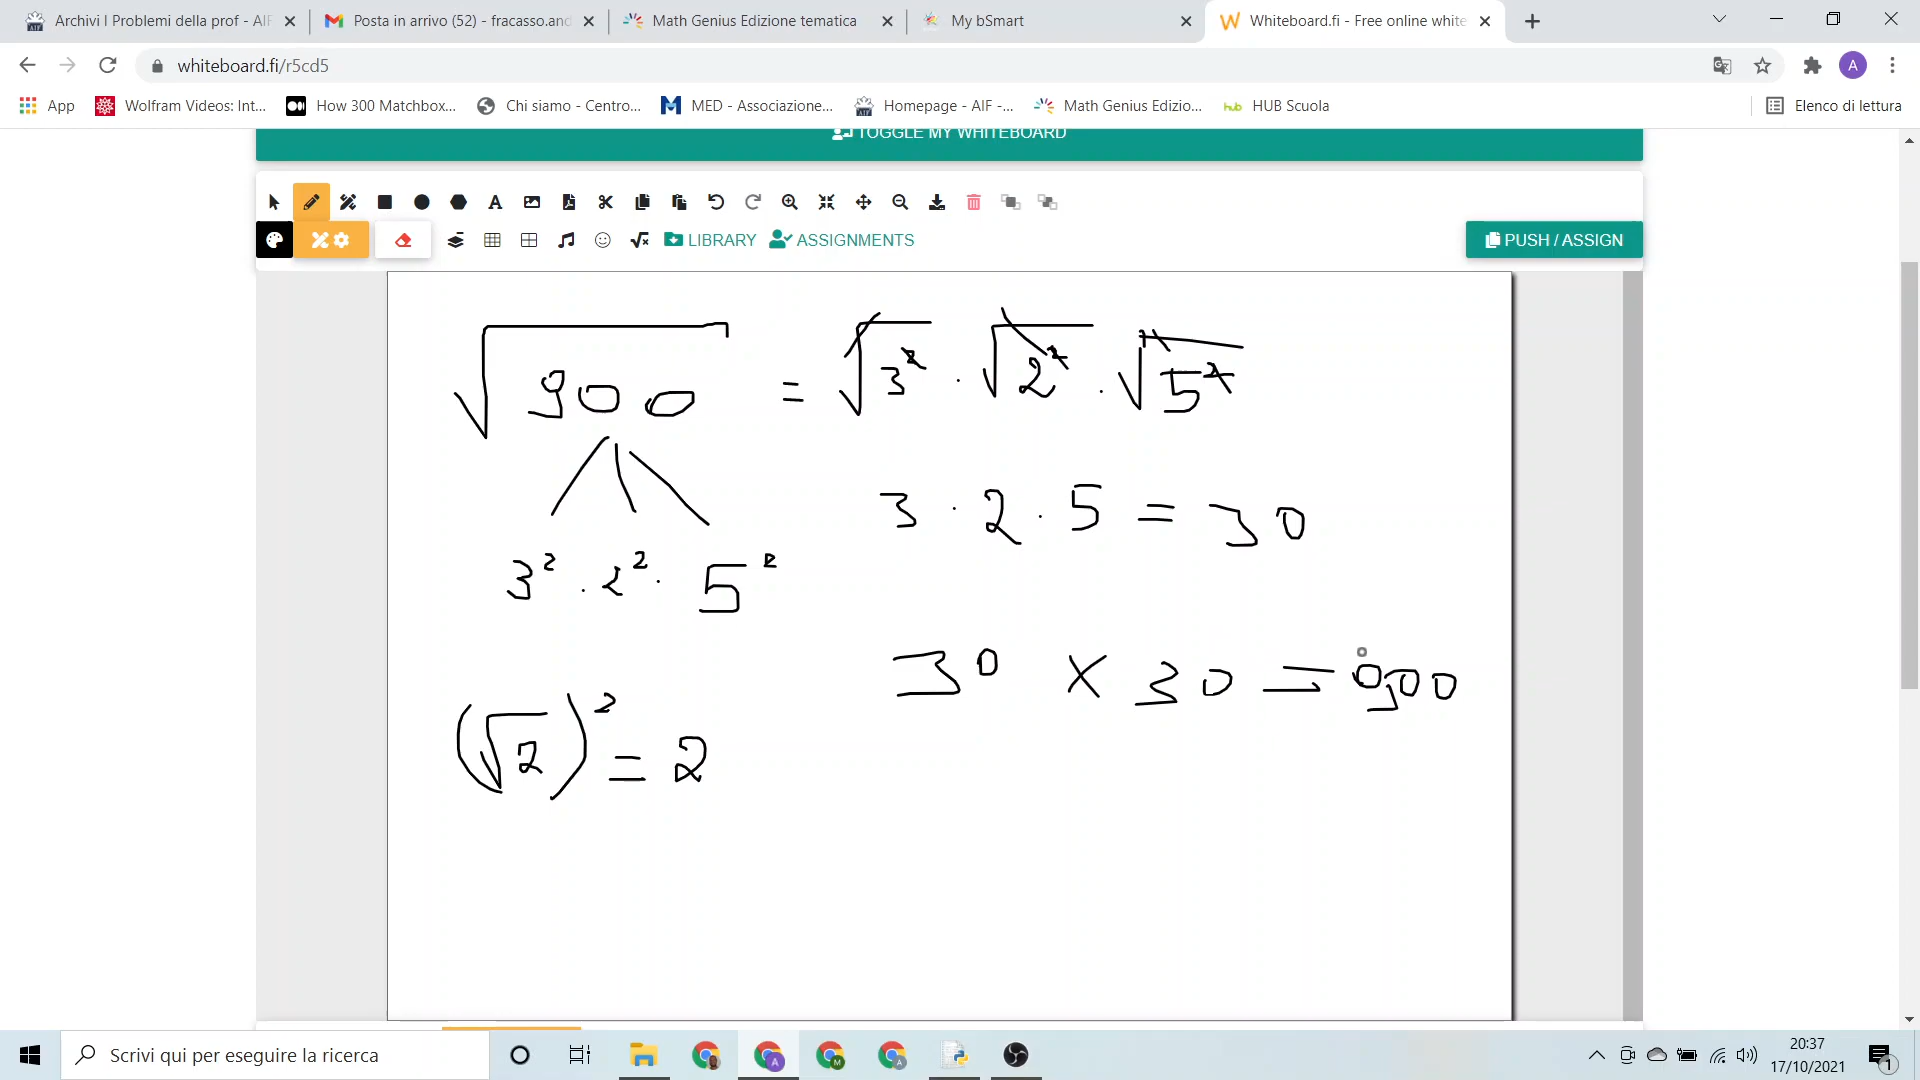 Archivi I Problemi della prof - AIF
Posta in arrivo (52) - fracasso.and
Math Genius Edizione tematica
My bSmart
Whiteboard.fi - Free online white
whiteboard.fi/r5cd5
A
App
Wolfram Videos: Int...
How 300 Matchbox...
Chi siamo - Centro...
MED - Associazione...
Homepage - AIF -...
Math Genius Edizio...
hub HUB Scuola
Elenco di lettura
TOGGLE MY WHITEBOARD
LIBRARY
ASSIGNMENTS
PUSH / ASSIGN
√900 = √3² · √2² · √5²
3 · 2 · 5 = 30
3² · 2² · 5²
30 × 30 = 900
(√2)² = 2
Scrivi qui per eseguire la ricerca
20:37
17/10/2021
1